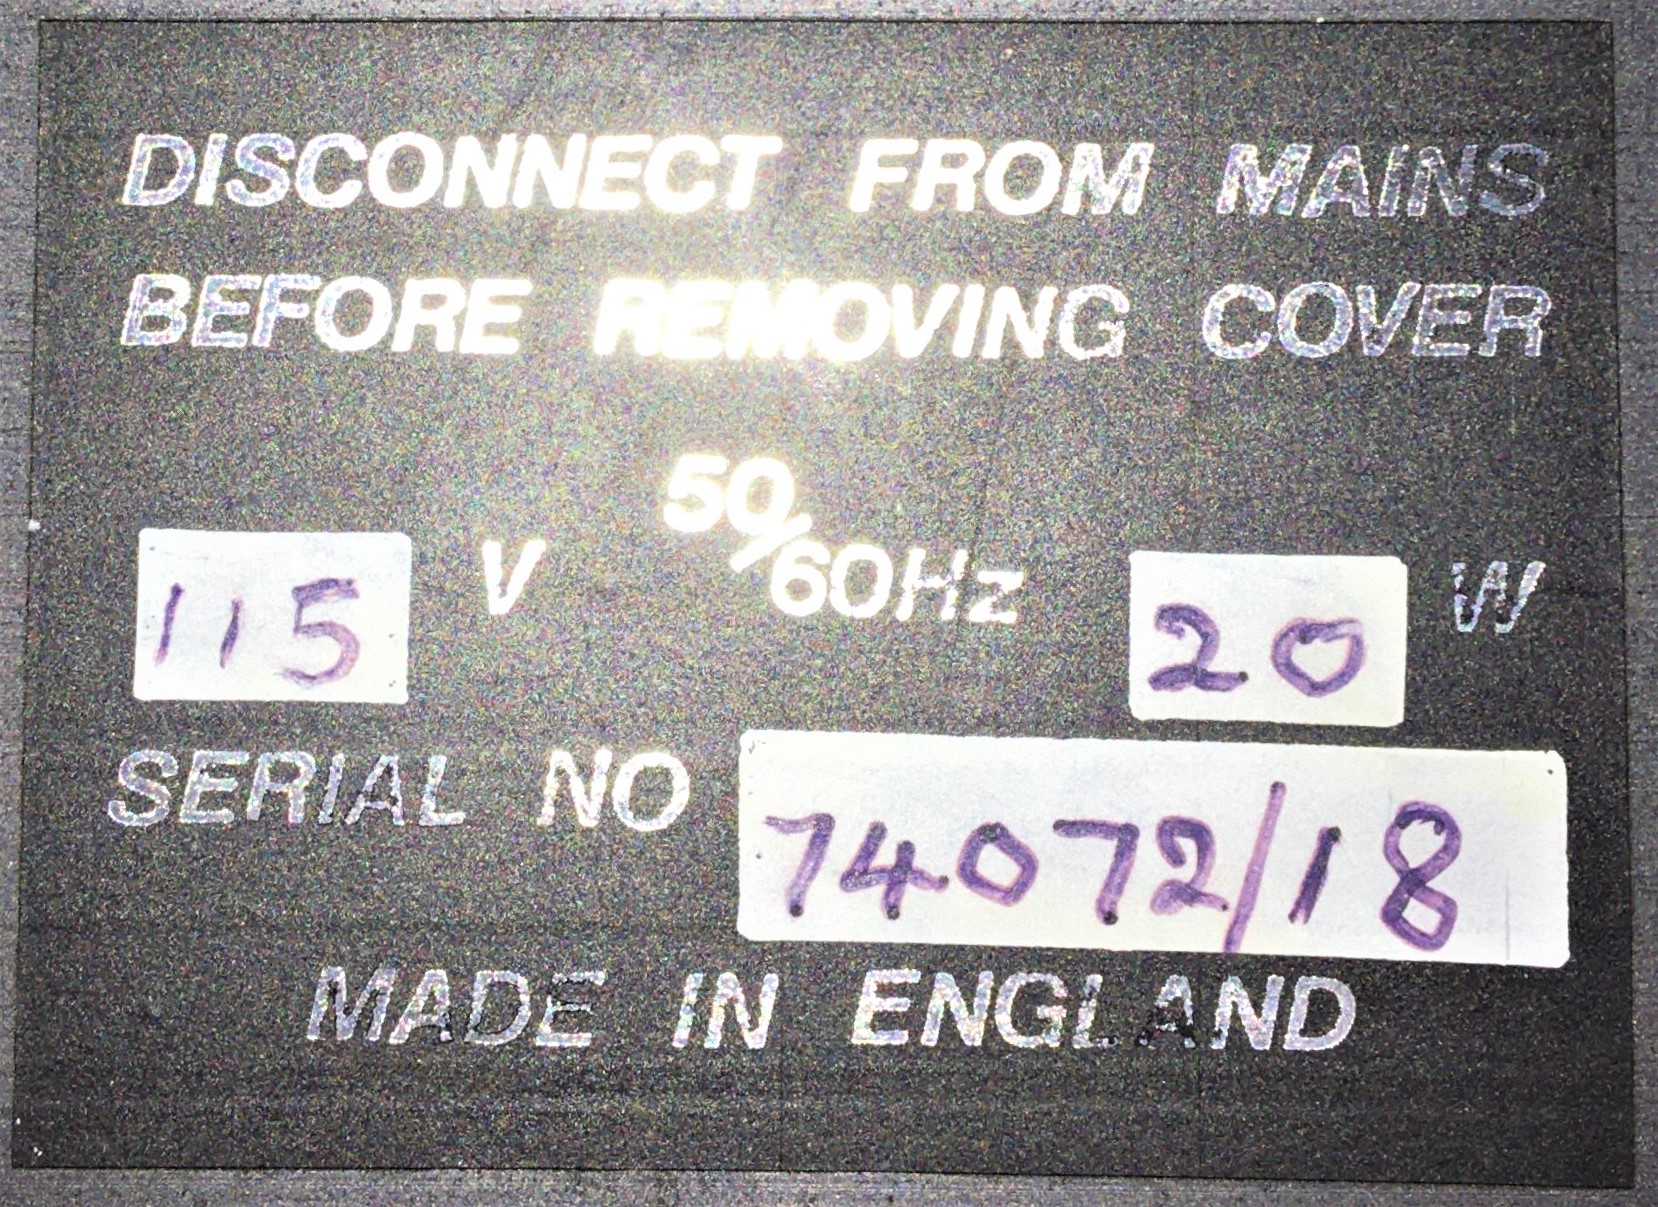 DISCONNECT FROM MAINS
BEFORE REMOVING COVER
115 V 50/60Hz 20 W
SERIAL NO 74072/18
MADE IN ENGLAND